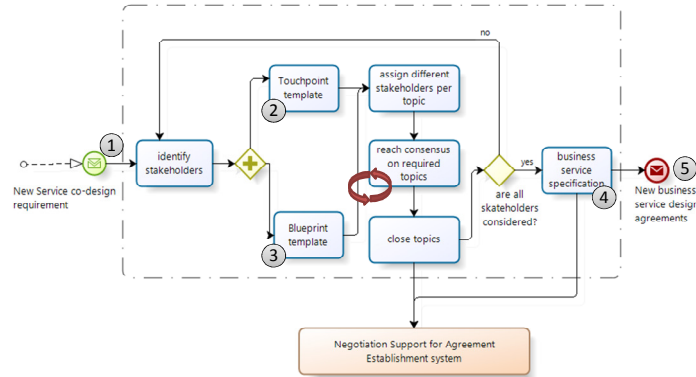 no
Touchpoint
template
2
assign different
stakeholders per
topic
1
identify
stakeholders
New Service co-design
requirement
reach consensus
on required
topics
yes
are all
skateholders
considered?
business
service
specification
4
5
New business
service design
agreements
Blueprint
template
3
close topics
Negotiation Support for Agreement
Establishment system